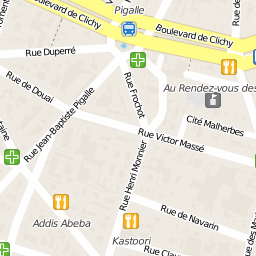 Boulevard de Clichy
Pigalle
Boulevard de Clichy
Rue Duperré
Rue de Douai
Rue Frochot
Au Rendez-vous des
Cité Malherbes
Rue Jean-Baptiste Pigalle
Rue Victor Massé
Rue Henri Monnier
Addis Abeba
Rue de Navarin
Kastoori
Rue